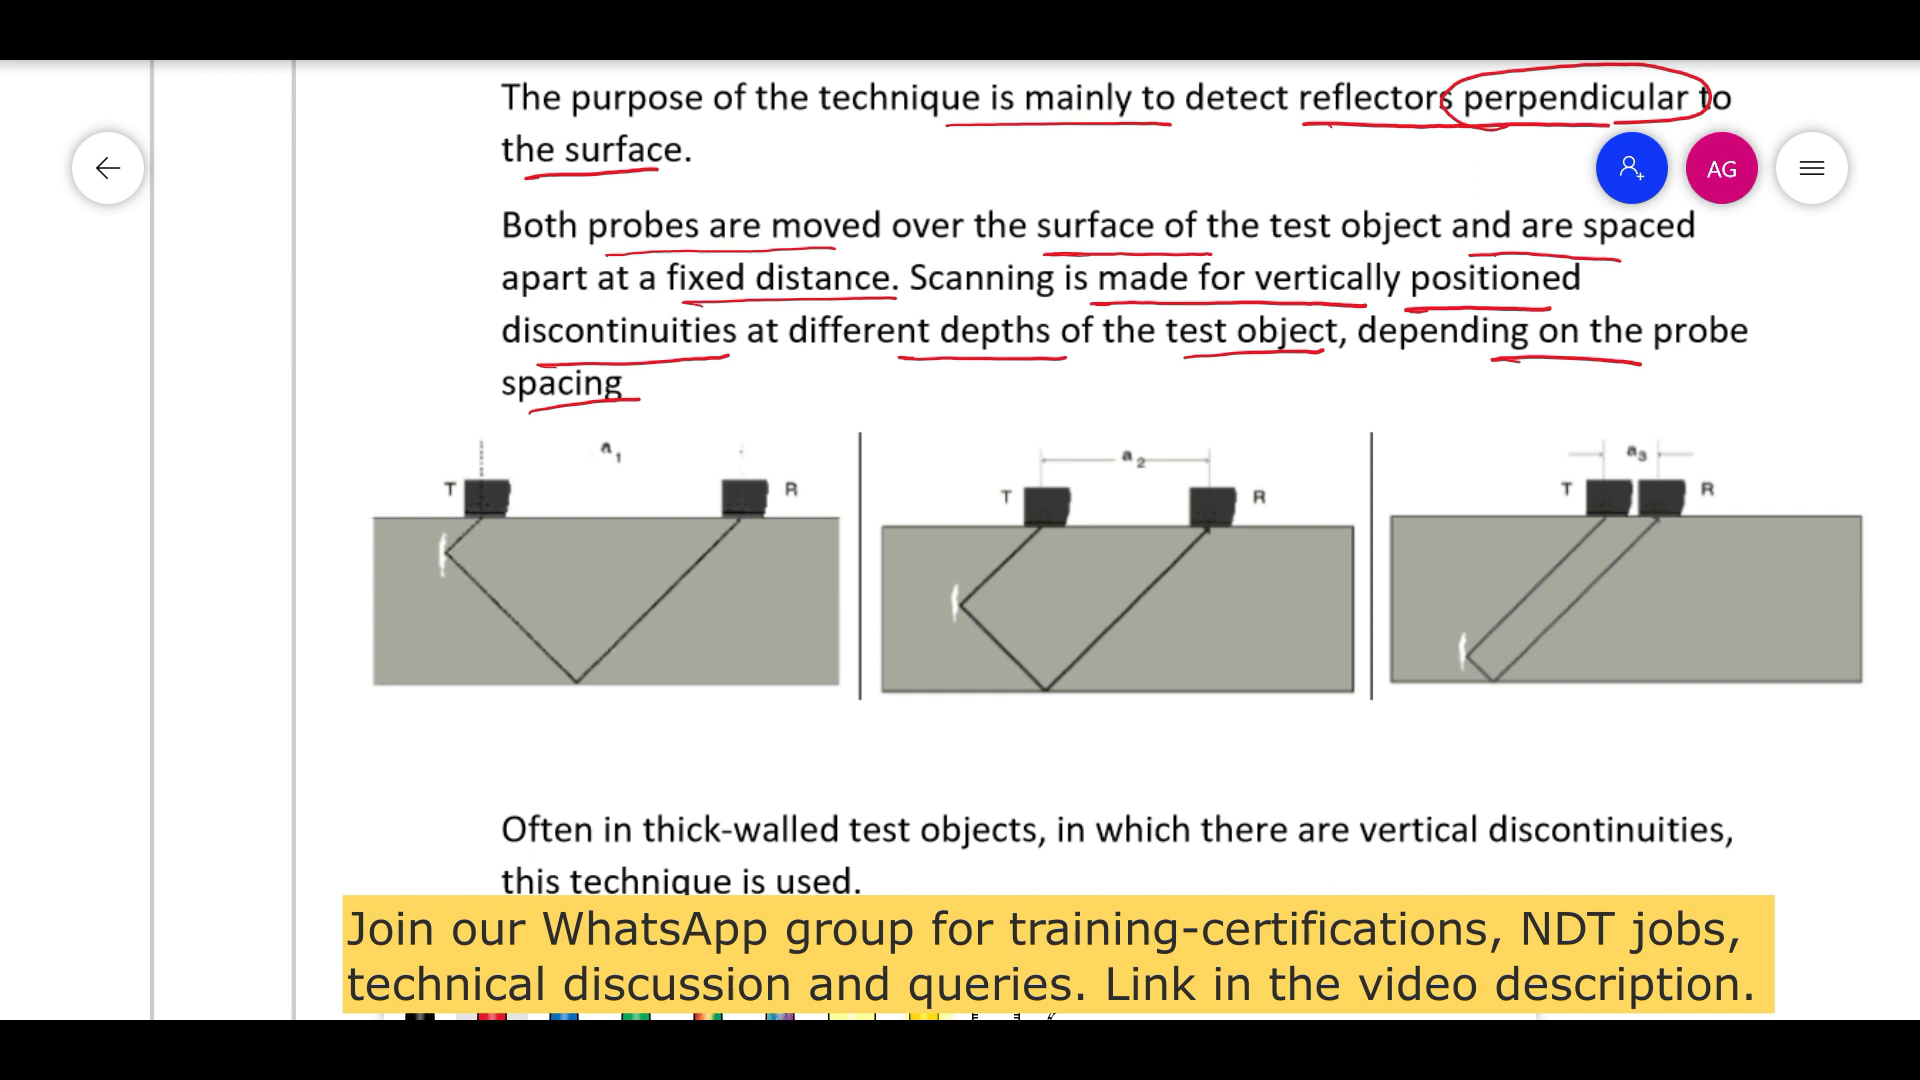 The purpose of the technique is mainly to detect reflectors perpendicular to
the surface.
AG
Both probes are moved over the surface of the test object and are spaced
apart at a fixed distance. Scanning is made for vertically positioned
discontinuities at different depths of the test object, depending on the probe
spacing
a1
T R
a2
T R
a3
T R
Often in thick-walled test objects, in which there are vertical discontinuities,
this technique is used.
Join our WhatsApp group for training-certifications, NDT jobs,
technical discussion and queries. Link in the video description.